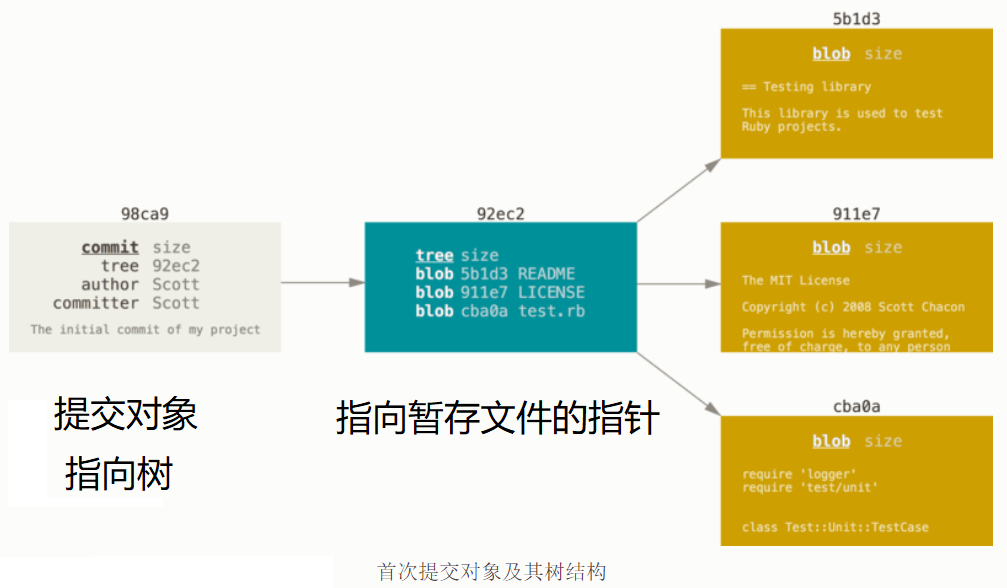 5b1d3
blob size
== Testing library
This library is used to test
Ruby projects.
98ca9
commit size
tree 92ec2
author Scott
committer Scott
The initial commit of my project
92ec2
tree size
blob 5b1d3 README
blob 911e7 LICENSE
blob cba0a test.rb
911e7
blob size
The MIT License
Copyright (c) 2008 Scott Chacon
Permission is hereby granted,
free of charge, to any person
提交对象
指向树
指向暂存文件的指针
cba0a
blob size
require 'logger'
require 'test/unit'
class Test::Unit::TestCase
首次提交对象及其树结构